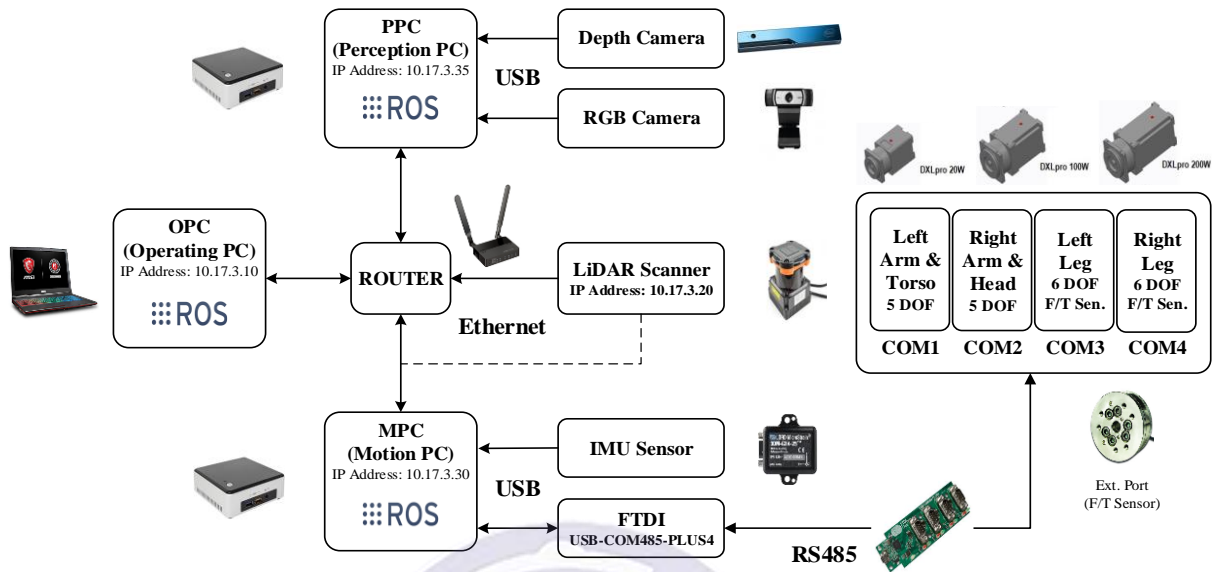 PPC
(Perception PC)
IP Address: 10.17.3.35
ROS
USB
Depth Camera
RGB Camera
DXLpro 20W
DXLpro 100W
DXLpro 200W
OPC
(Operating PC)
IP Address: 10.17.3.10
ROS
ROUTER
Ethernet
LiDAR Scanner
IP Address: 10.17.3.20
Left
Arm &
Torso
5 DOF
COM1
Right
Arm &
Head
5 DOF
COM2
Left
Leg
6 DOF
F/T Sen.
COM3
Right
Leg
6 DOF
F/T Sen.
COM4
MPC
(Motion PC)
IP Address: 10.17.3.30
ROS
USB
IMU Sensor
FTDI
USB-COM485-PLUS4
RS485
Ext. Port
(F/T Sensor)